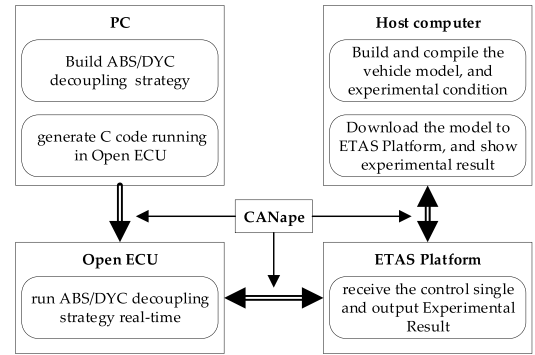 PC
Build ABS/DYC
decoupling strategy
generate C code running
in Open ECU
Host computer
Build and compile the
vehicle model, and
experimental condition
Download the model to
ETAS Platform, and show
experimental result
CANape
Open ECU
run ABS/DYC decoupling
strategy real-time
ETAS Platform
receive the control single
and output Experimental
Result